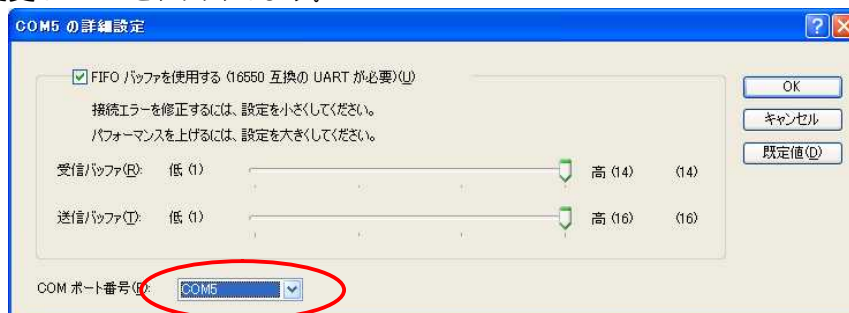 COM5 の詳細設定
FIFO バッファを使用する (16550 互換の UART が必要)(U)
接続エラーを修正するには、設定を小さくしてください。
パフォーマンスを上げるには、設定を大きくしてください。
受信バッファ(R): 低 (1) 高 (14) (14)
送信バッファ(T): 低 (1) 高 (16) (16)
COM ポート番号(P): COM5
OK
キャンセル
既定値(D)